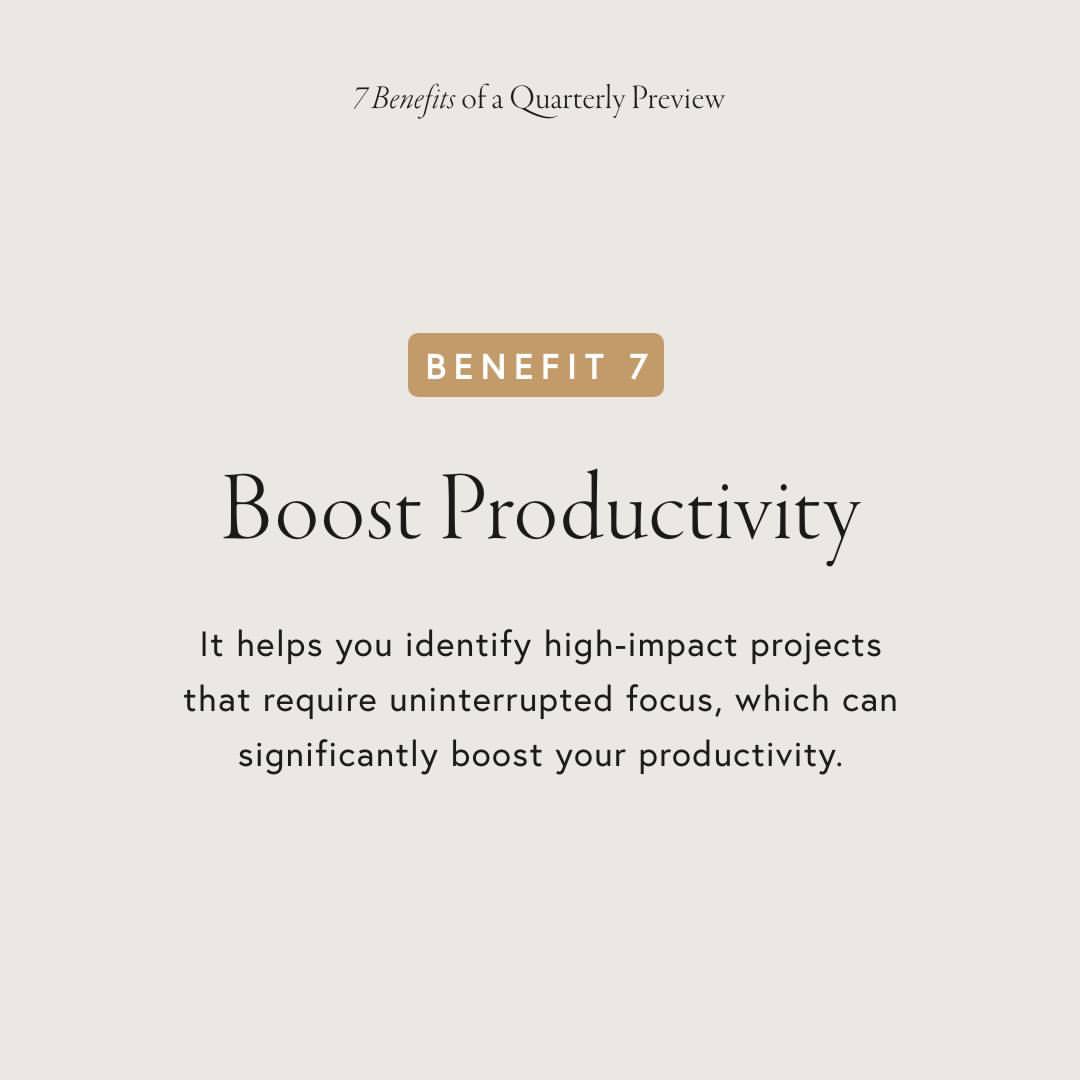 7 Benefits of a Quarterly Preview
BENEFIT 7
Boost Productivity
It helps you identify high-impact projects
that require uninterrupted focus, which can
significantly boost your productivity.